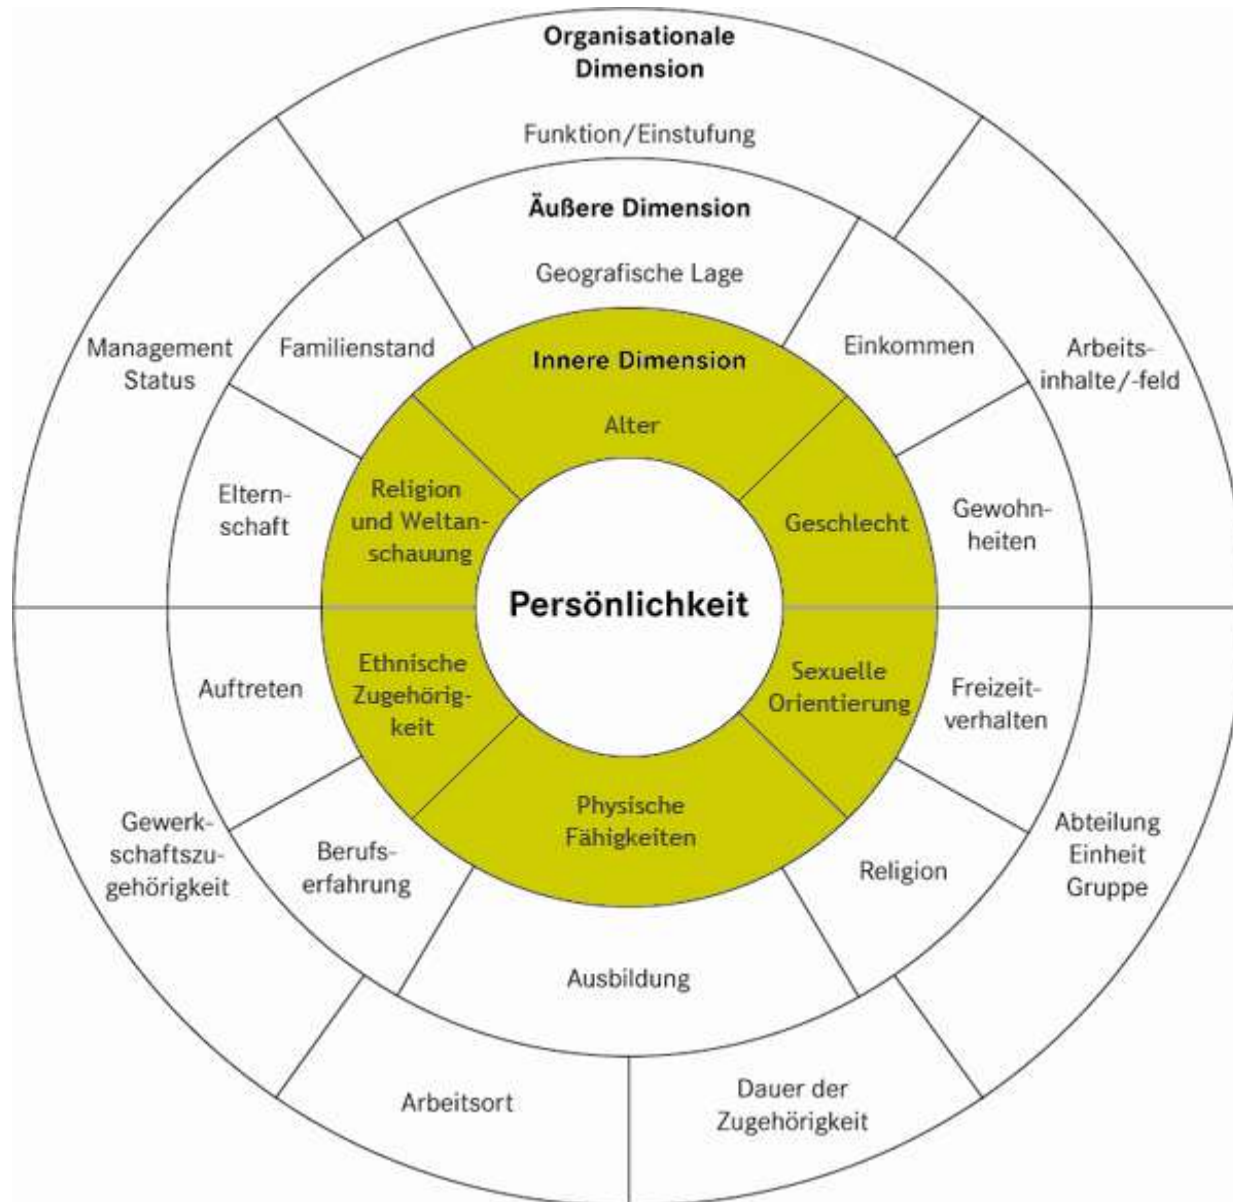 Organisationale
Dimension
Funktion/Einstufung
Äußere Dimension
Geografische Lage
Familienstand
Einkommen
Management
Status
Arbeits-
inhalte/-feld
Innere Dimension
Alter
Eltern-
schaft
Religion
und Weltan-
schauung
Geschlecht
Gewohn-
heiten
Persönlichkeit
Auftreten
Ethnische
Zugehörig-
keit
Sexuelle
Orientierung
Freizeit-
verhalten
Physische
Fähigkeiten
Gewerk-
schaftszu-
gehörigkeit
Berufs-
erfahrung
Religion
Abteilung
Einheit
Gruppe
Ausbildung
Arbeitsort
Dauer der
Zugehörigkeit